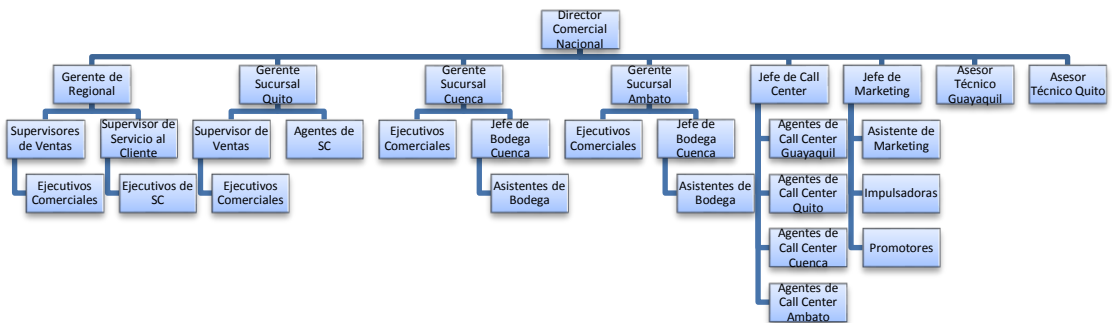 Director
Comercial
Nacional
Gerente de
Regional
Gerente
Sucursal
Quito
Gerente
Sucursal
Cuenca
Gerente
Sucursal
Ambato
Jefe de Call
Center
Jefe de
Marketing
Asesor
Técnico
Guayaquil
Asesor
Técnico Quito
Supervisores
de Ventas
Supervisor de
Servicio al
Cliente
Supervisor de
Ventas
Agentes de
SC
Ejecutivos
Comerciales
Jefe de
Bodega
Cuenca
Ejecutivos
Comerciales
Jefe de
Bodega
Cuenca
Agentes de
Call Center
Guayaquil
Asistente de
Marketing
Ejecutivos
Comerciales
Ejecutivos de
SC
Ejecutivos
Comerciales
Asistentes de
Bodega
Asistentes de
Bodega
Agentes de
Call Center
Quito
Impulsadoras
Agentes de
Call Center
Cuenca
Promotores
Agentes de
Call Center
Ambato